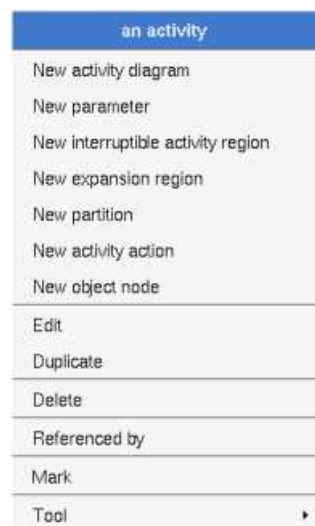 an activity
New activity diagram
New parameter
New interruptible activity region
New expansion region
New partition
New activity action
New object node
Edit
Duplicate
Delete
Referenced by
Mark
Tool